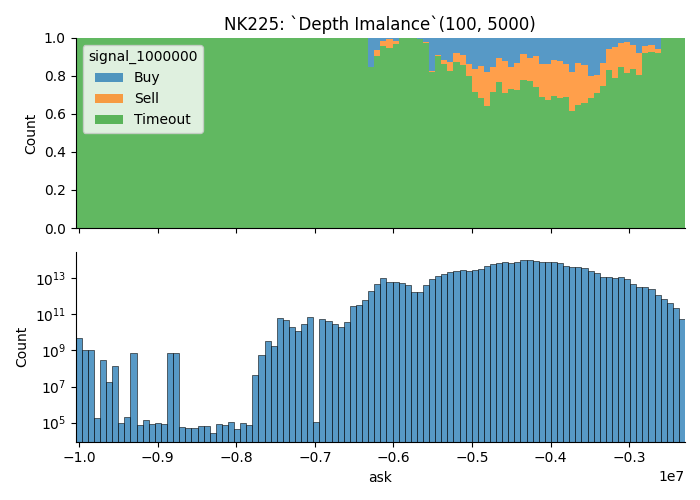 NK225: `Depth Imalance`(100, 5000)
signal_1000000
Buy
Sell
Timeout
Count
1.0
0.8
0.6
0.4
0.2
0.0
Count
10^13
10^11
10^9
10^7
10^5
−1.0 −0.9 −0.8 −0.7 −0.6 −0.5 −0.4 −0.3
ask
1e7